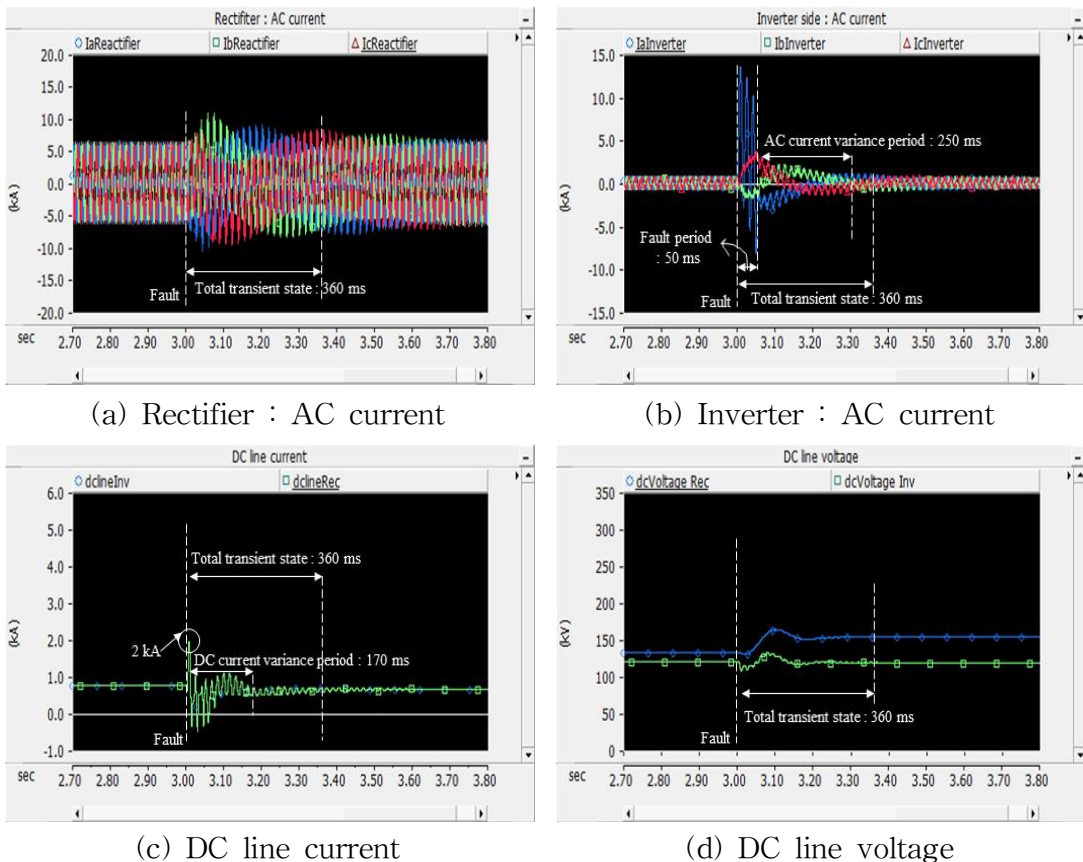 Rectifiter : AC current
IaReactifier IbReactifier IcReactifier
20.0
15.0
10.0
5.0
0.0
-5.0
-10.0
-15.0
-20.0
(kA)
Total transient state : 360 ms
Fault
sec 2.70 2.80 2.90 3.00 3.10 3.20 3.30 3.40 3.50 3.60 3.70 3.80
(a) Rectifier : AC current
Inverter side : AC current
IaInverter IbInverter IcInverter
15.0
10.0
5.0
0.0
-5.0
-10.0
-15.0
(kA)
AC current variance period : 250 ms
Fault period
: 50 ms
Total transient state : 360 ms
Fault
sec 2.70 2.80 2.90 3.00 3.10 3.20 3.30 3.40 3.50 3.60 3.70 3.80
(b) Inverter : AC current
DC line current
dclineInv dclineRec
6.0
5.0
4.0
3.0
2.0
1.0
0.0
-1.0
(kA)
Total transient state : 360 ms
2 kA
DC current variance period : 170 ms
Fault
sec 2.70 2.80 2.90 3.00 3.10 3.20 3.30 3.40 3.50 3.60 3.70 3.80
(c) DC line current
DC line voltage
dcVoltage Rec dcVoltage Inv
350
300
250
200
150
100
50
0
(kV)
Total transient state : 360 ms
Fault
sec 2.70 2.80 2.90 3.00 3.10 3.20 3.30 3.40 3.50 3.60 3.70 3.80
(d) DC line voltage